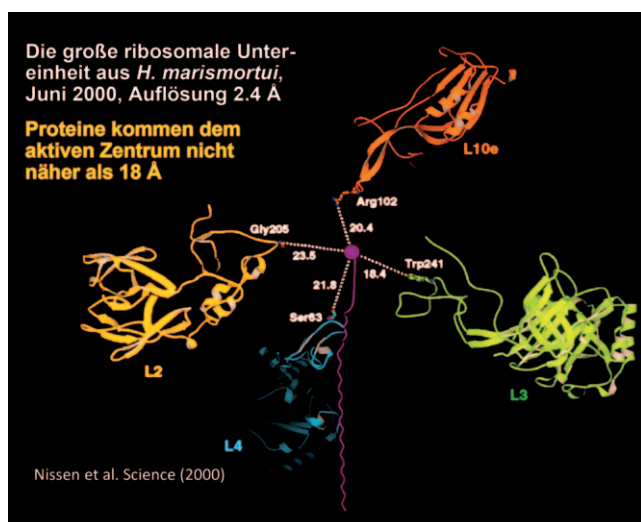 Die große ribosomale Unter-
einheit aus H. marismortui,
Juni 2000, Auflösung 2.4 Å
Proteine kommen dem
aktiven Zentrum nicht
näher als 18 Å
L10e
Arg102
20.4
Gly205
23.5
Trp241
18.4
21.8
Ser63
L2
L3
L4
Nissen et al. Science (2000)